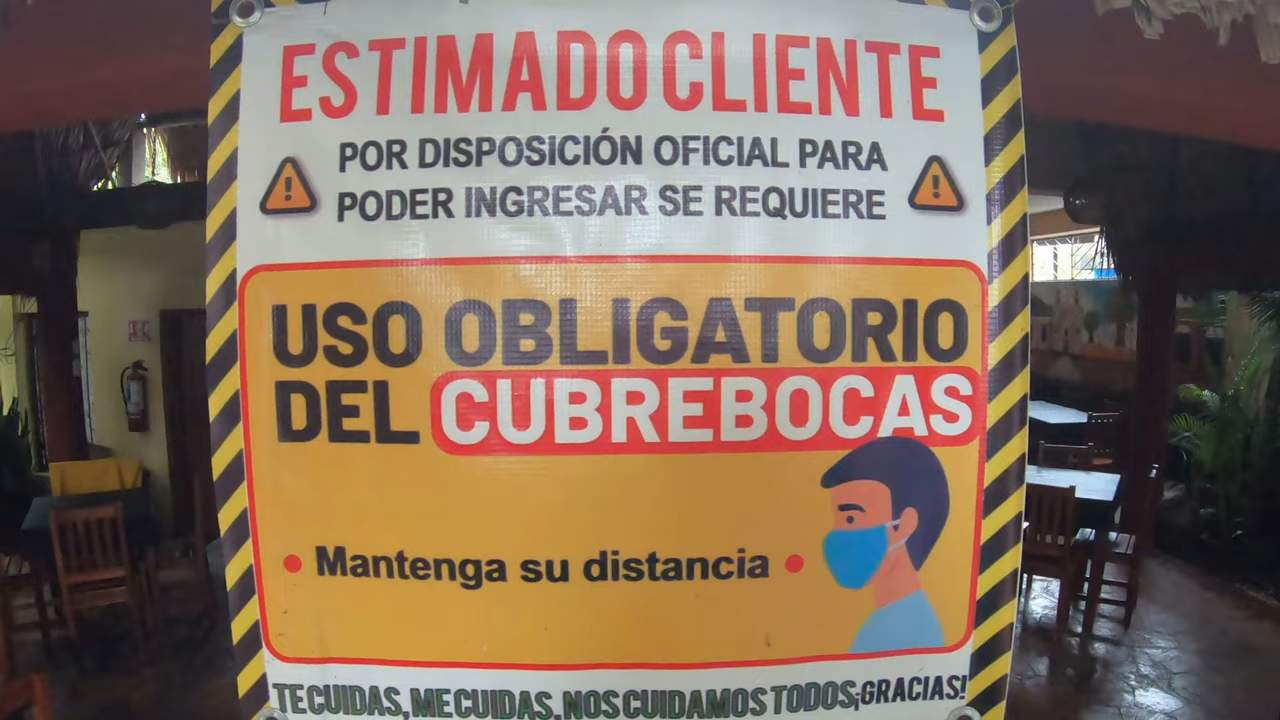 ESTIMADO CLIENTE
POR DISPOSICIÓN OFICIAL PARA
PODER INGRESAR SE REQUIERE
USO OBLIGATORIO
DEL CUBREBOCAS
• Mantenga su distancia •
TE CUIDAS, ME CUIDAS, NOS CUIDAMOS TODOS ¡GRACIAS!